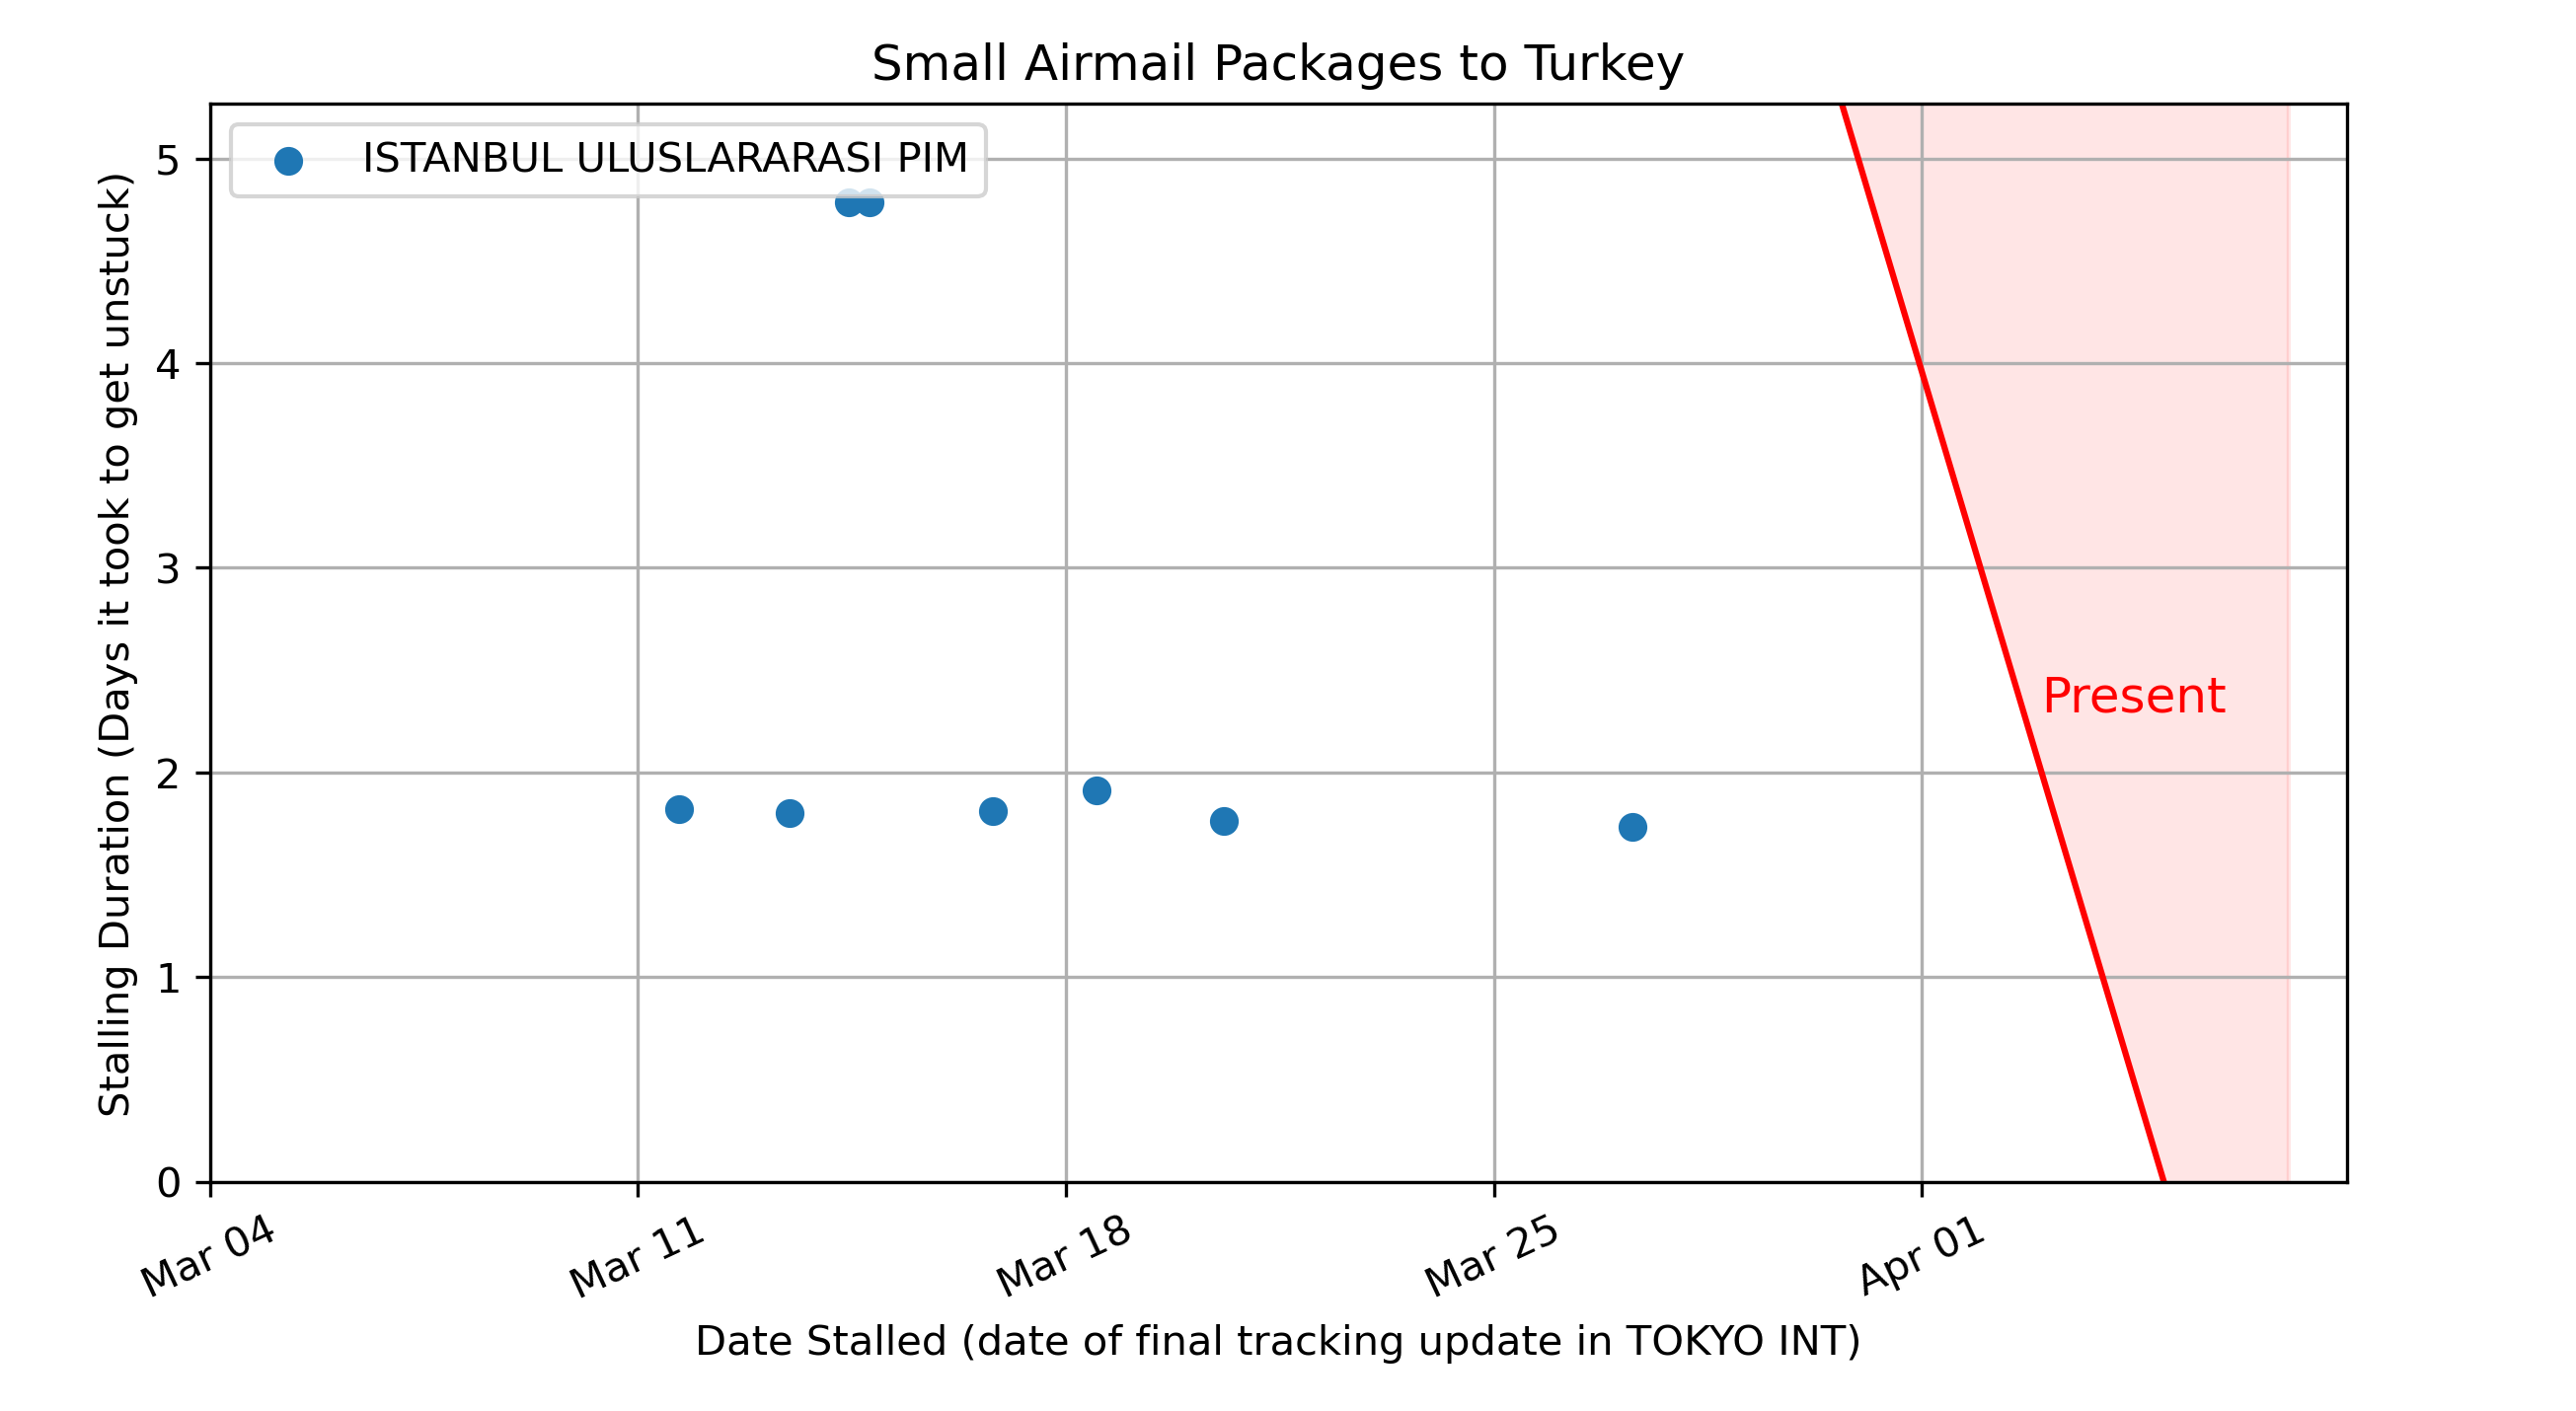 Small Airmail Packages to Turkey
ISTANBUL ULUSLARARASI PIM
Stalling Duration (Days it took to get unstuck)
5
4
3
2
1
0
Present
Mar 04
Mar 11
Mar 18
Mar 25
Apr 01
Date Stalled (date of final tracking update in TOKYO INT)